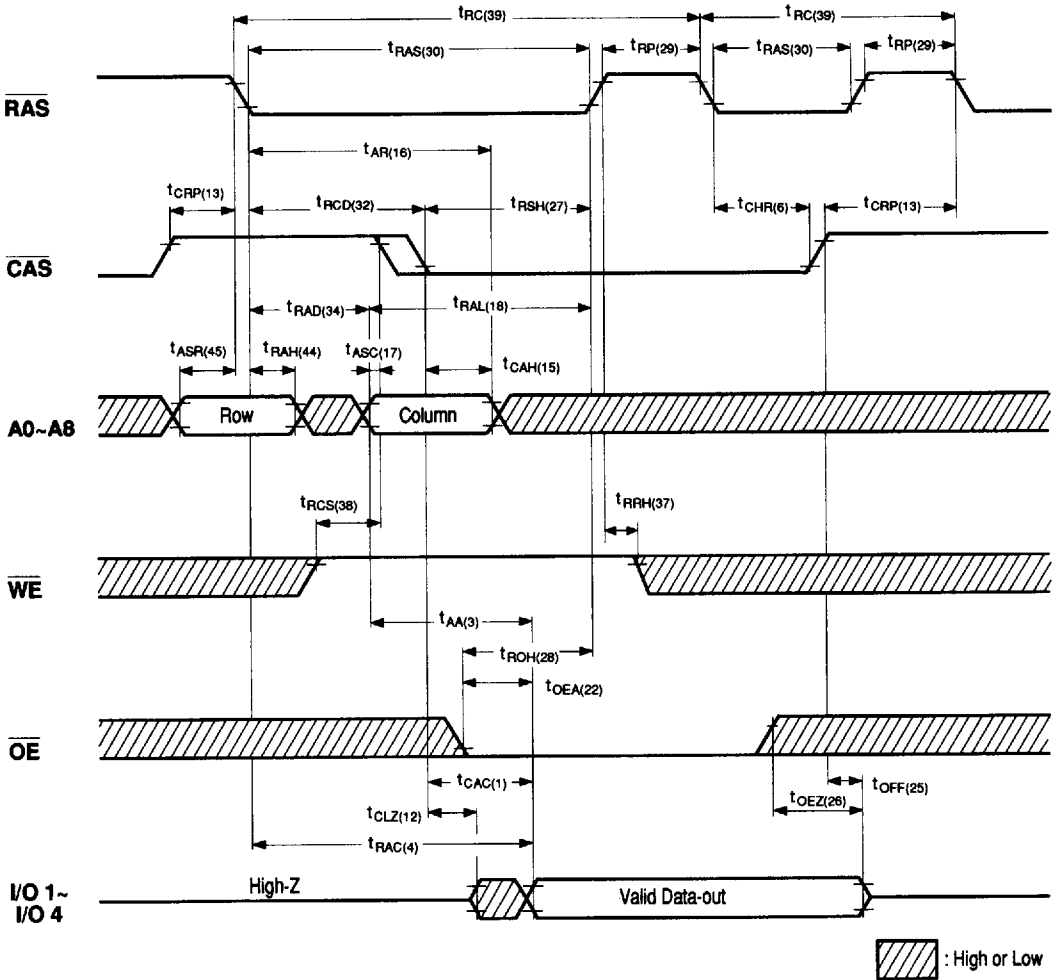 tRC(39) tRC(39)
tRAS(30) tRP(29) tRAS(30) tRP(29)
RAS
tAR(16)
tCRP(13) tRCD(32) tRSH(27) tCHR(6) tCRP(13)
CAS
tRAD(34) tRAL(18)
tASR(45) tRAH(44) tASC(17) tCAH(15)
A0~A8 Row Column
tRCS(38) tRRH(37)
WE
tAA(3)
tROH(28)
tOEA(22)
OE
tCAC(1) tOFF(25)
tCLZ(12) tOEZ(26)
tRAC(4)
I/O 1~ High-Z Valid Data-out
I/O 4
: High or Low